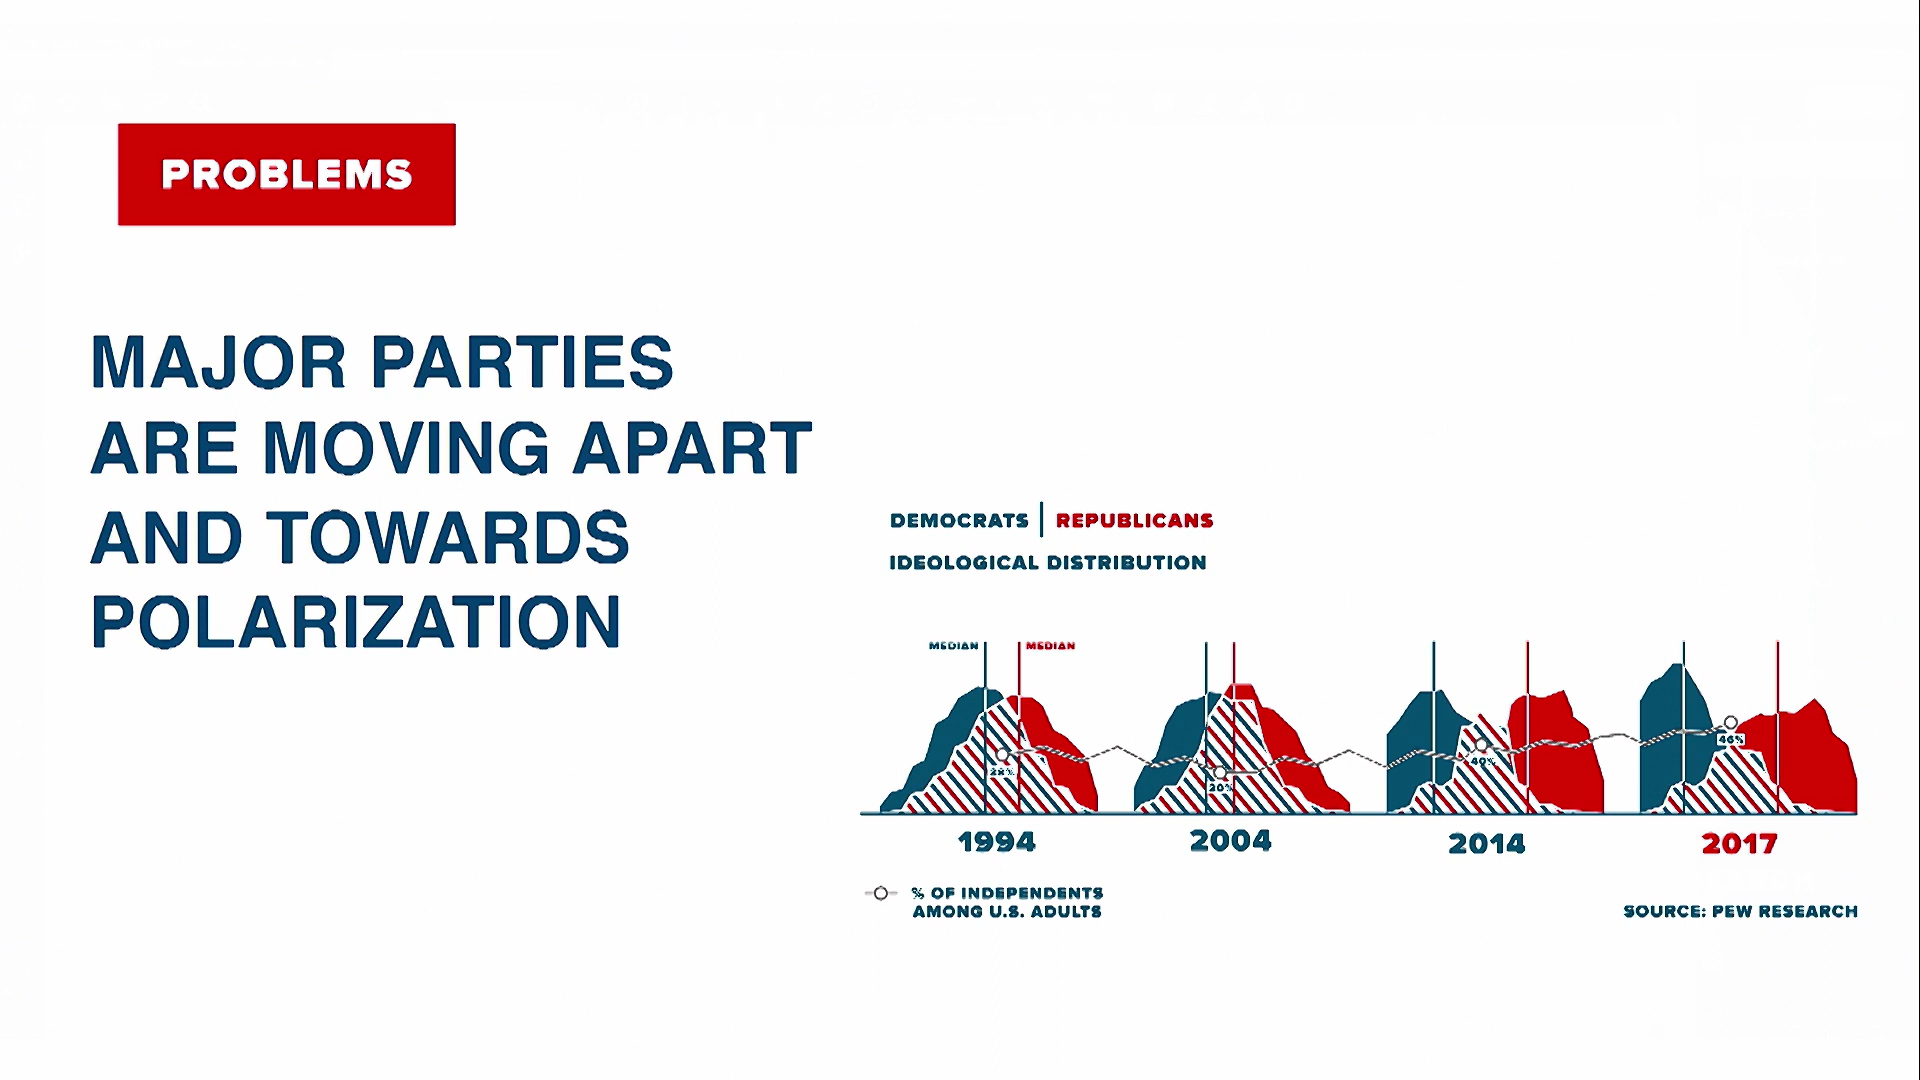 PROBLEMS
MAJOR PARTIES
ARE MOVING APART
AND TOWARDS
POLARIZATION
DEMOCRATS | REPUBLICANS
IDEOLOGICAL DISTRIBUTION
MEDIAN MEDIAN
20%
40%
46%
1994 2004 2014 2017
% OF INDEPENDENTS
AMONG U.S. ADULTS
SOURCE: PEW RESEARCH